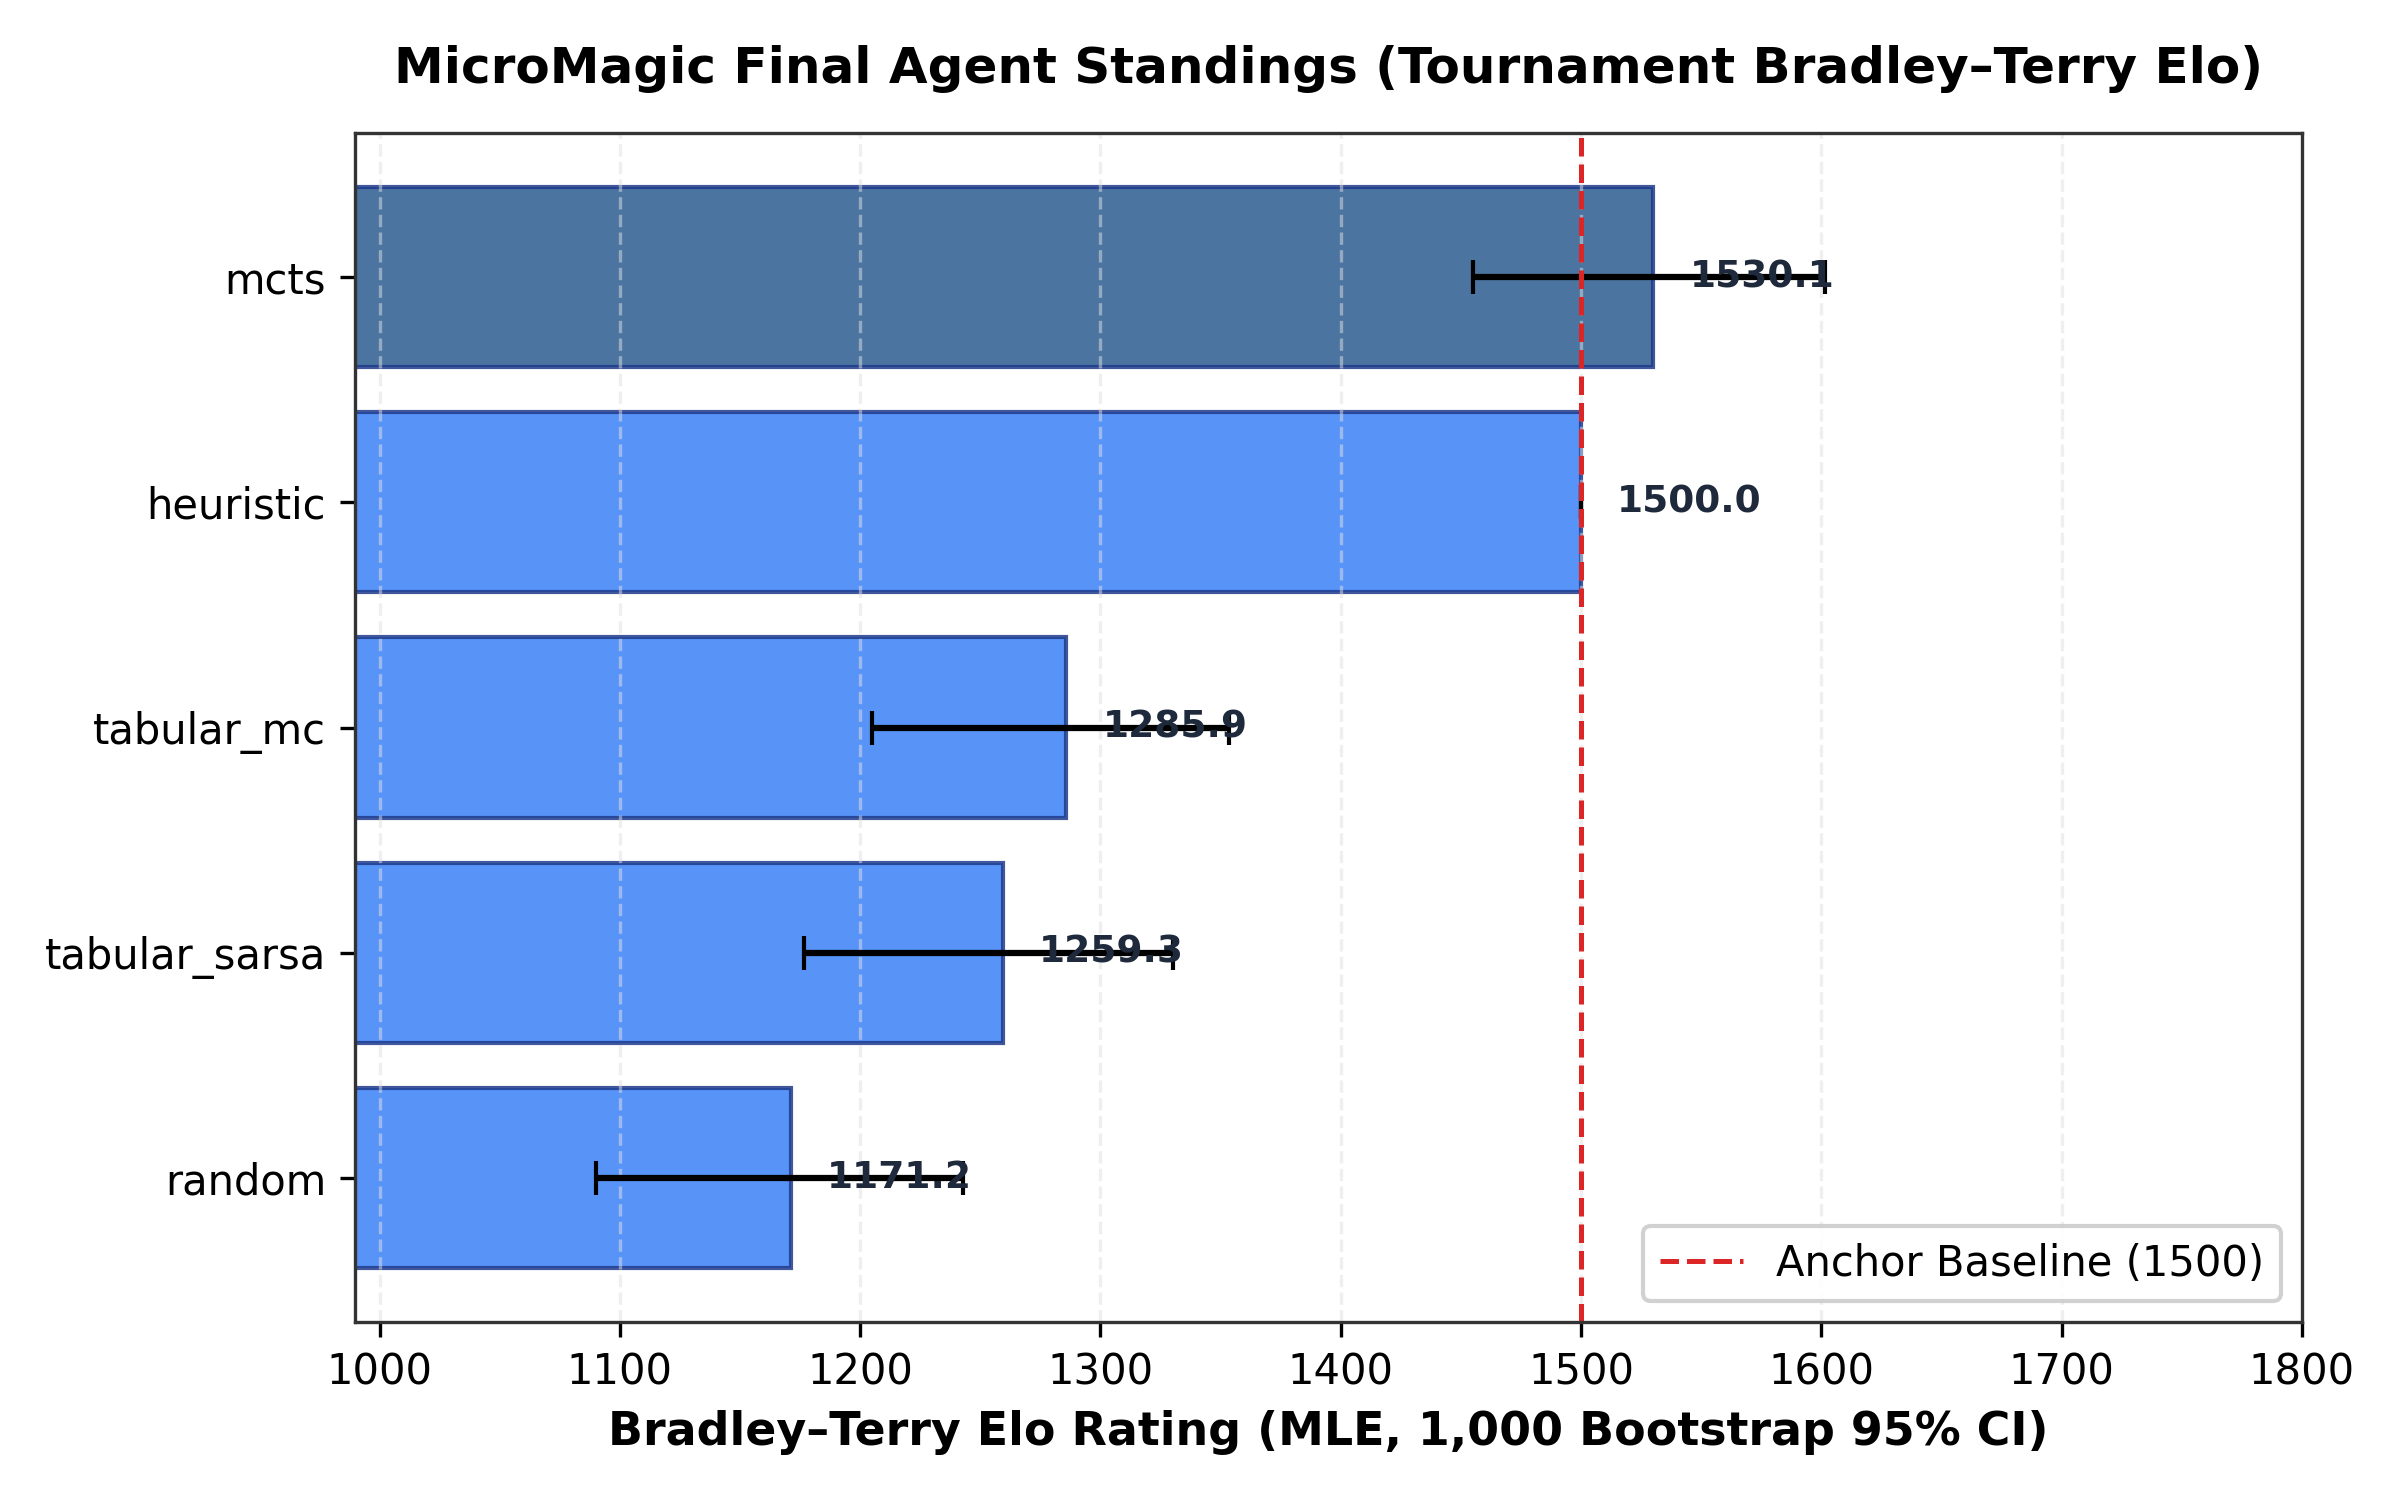 MicroMagic Final Agent Standings (Tournament Bradley–Terry Elo)
mcts
1530.1
heuristic
1500.0
tabular_mc
1285.9
tabular_sarsa
1259.3
random
1171.2
Anchor Baseline (1500)
1000 1100 1200 1300 1400 1500 1600 1700 1800
Bradley–Terry Elo Rating (MLE, 1,000 Bootstrap 95% CI)